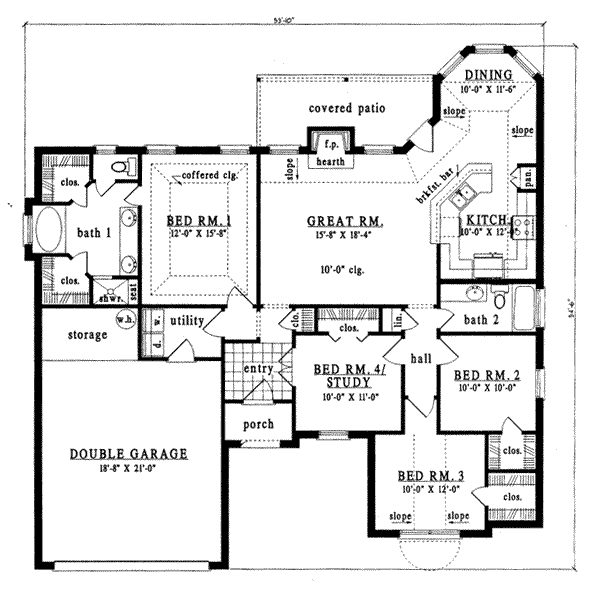 55'-10"
DINING
10'-0" X 11'-6"
slope
slope
covered patio
f.p.
hearth
slope
coffered clg.
clos.
bath 1
BED RM. 1
12'-0" X 15'-8"
GREAT RM.
15'-8" X 18'-4"
10'-0" clg.
brkfst. bar
pan.
KITCH.
10'-0" X 12'-0"
clos.
shwr.
seat
w.h.
storage
w.
d.
utility
clo.
clos.
lin.
bath 2
54'-6"
entry
hall
BED RM. 4/
STUDY
10'-0" X 11'-0"
BED RM. 2
10'-0" X 10'-0"
porch
DOUBLE GARAGE
18'-8" X 21'-0"
clos.
BED RM. 3
10'-0" X 12'-0"
clos.
slope
slope